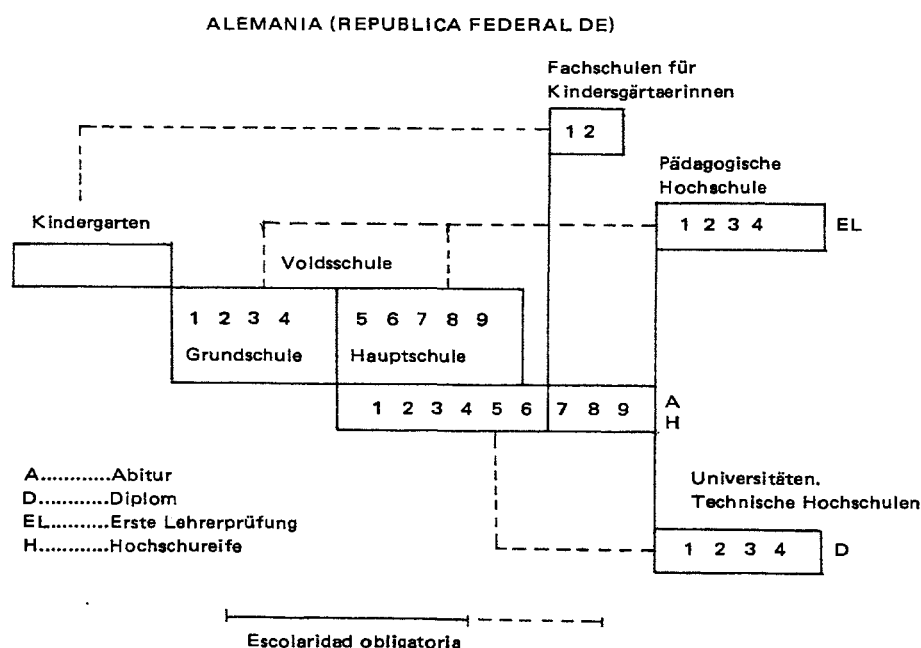 ALEMANIA (REPUBLICA FEDERAL DE)
Fachschulen für
Kindersgärtaerinnen
1 2
Pädagogische
Hochschule
Kindergarten
1 2 3 4 EL
Voldsschule
1 2 3 4 5 6 7 8 9
Grundschule Hauptschule
1 2 3 4 5 6 7 8 9 A
H
A............Abitur
D............Diplom
EL..........Erste Lehrerprüfung
H............Hochschureife
Universitäten.
Technische Hochschulen
1 2 3 4 D
Escolaridad obligatoria